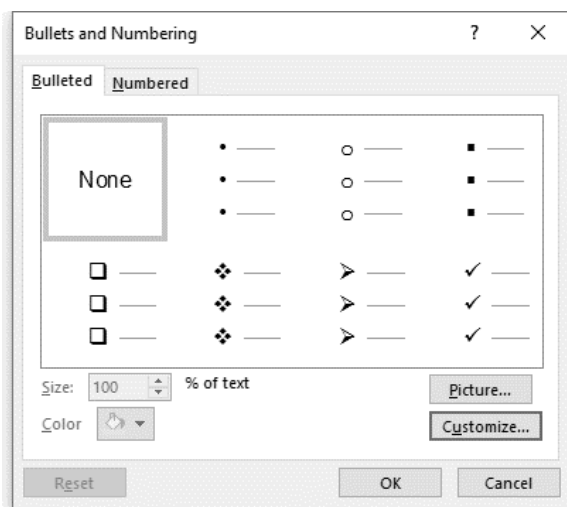 Bullets and Numbering
Bulleted Numbered
None
Size: 100 % of text
Picture...
Color
Customize...
Reset OK Cancel